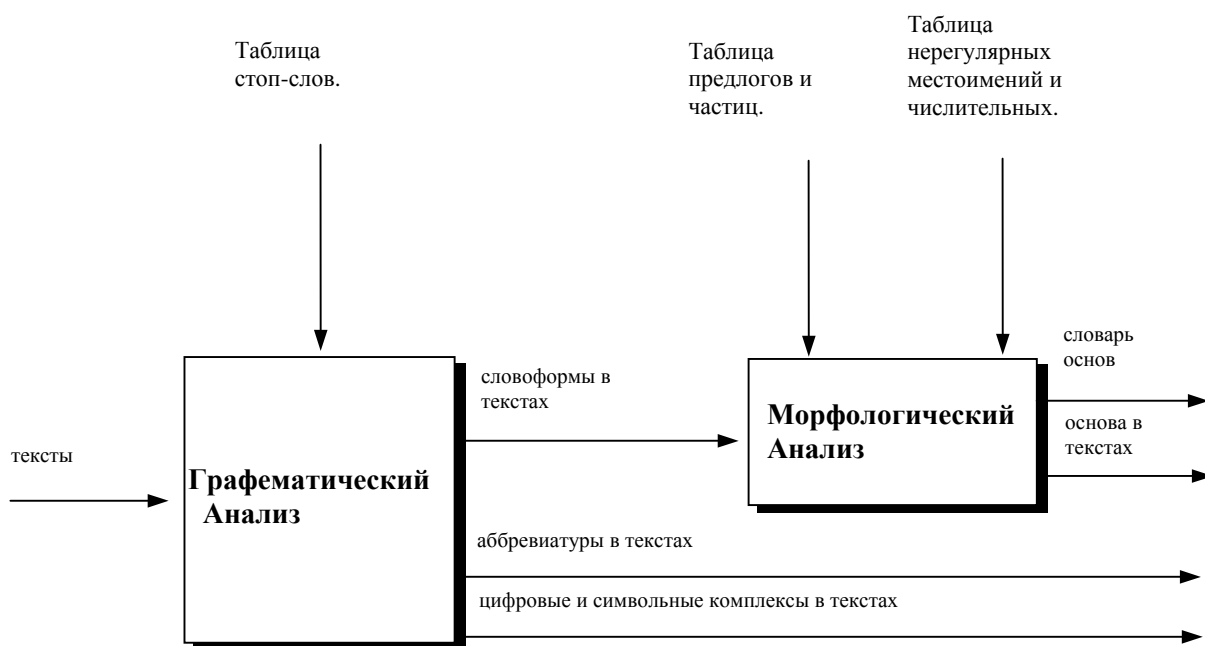 Таблица
стоп-слов.
Таблица
предлогов и
частиц.
Таблица
нерегулярных
местоимений и
числительных.
тексты
Графематический
Анализ
словоформы в
текстах
Морфологический
Анализ
словарь
основ
основа в
текстах
аббревиатуры в текстах
цифровые и символьные комплексы в текстах